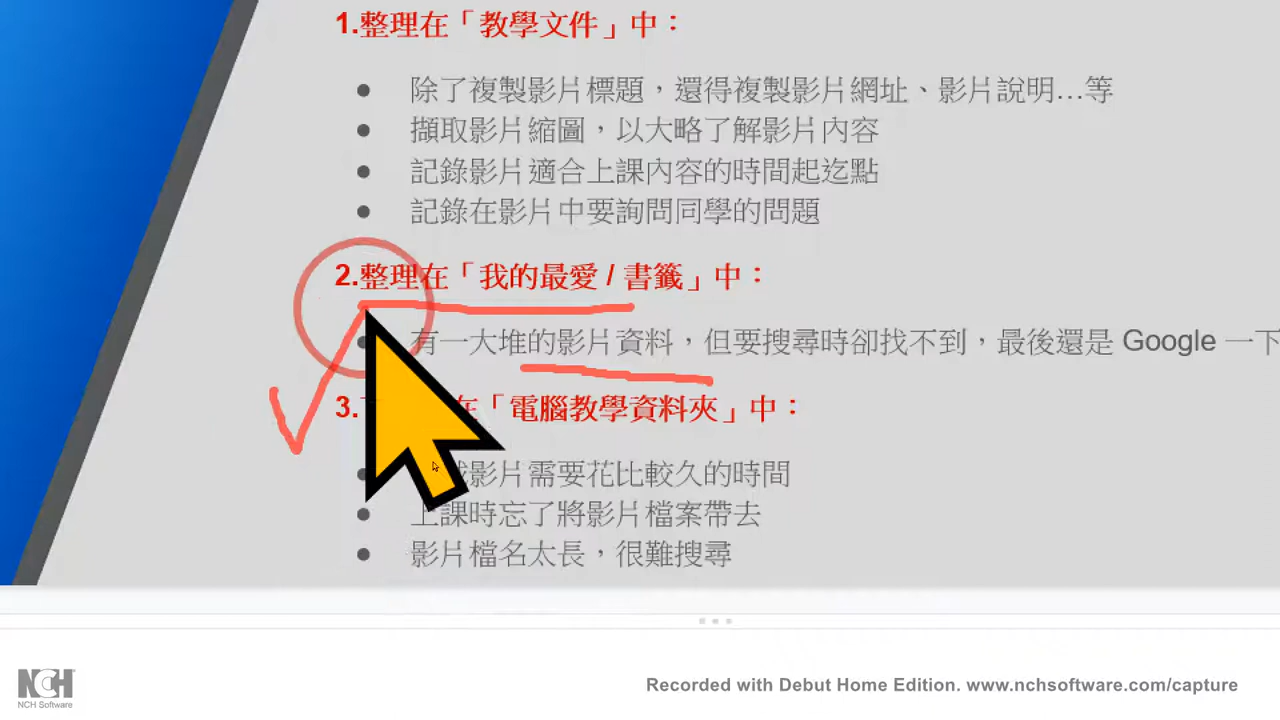 1.整理在「教學文件」中：
● 除了複製影片標題，還得複製影片網址、影片說明…等
● 擷取影片縮圖，以大略了解影片內容
● 記錄影片適合上課內容的時間起迄點
● 記錄在影片中要詢問同學的問題
2.整理在「我的最愛 / 書籤」中：
● 有一大堆的影片資料，但要搜尋時卻找不到，最後還是 Google 一下
3. 在「電腦教學資料夾」中：
● 影片需要花比較久的時間
● 上課時忘了將影片檔案帶去
● 影片檔名太長，很難搜尋
NCH
NCH Software
Recorded with Debut Home Edition. www.nchsoftware.com/capture